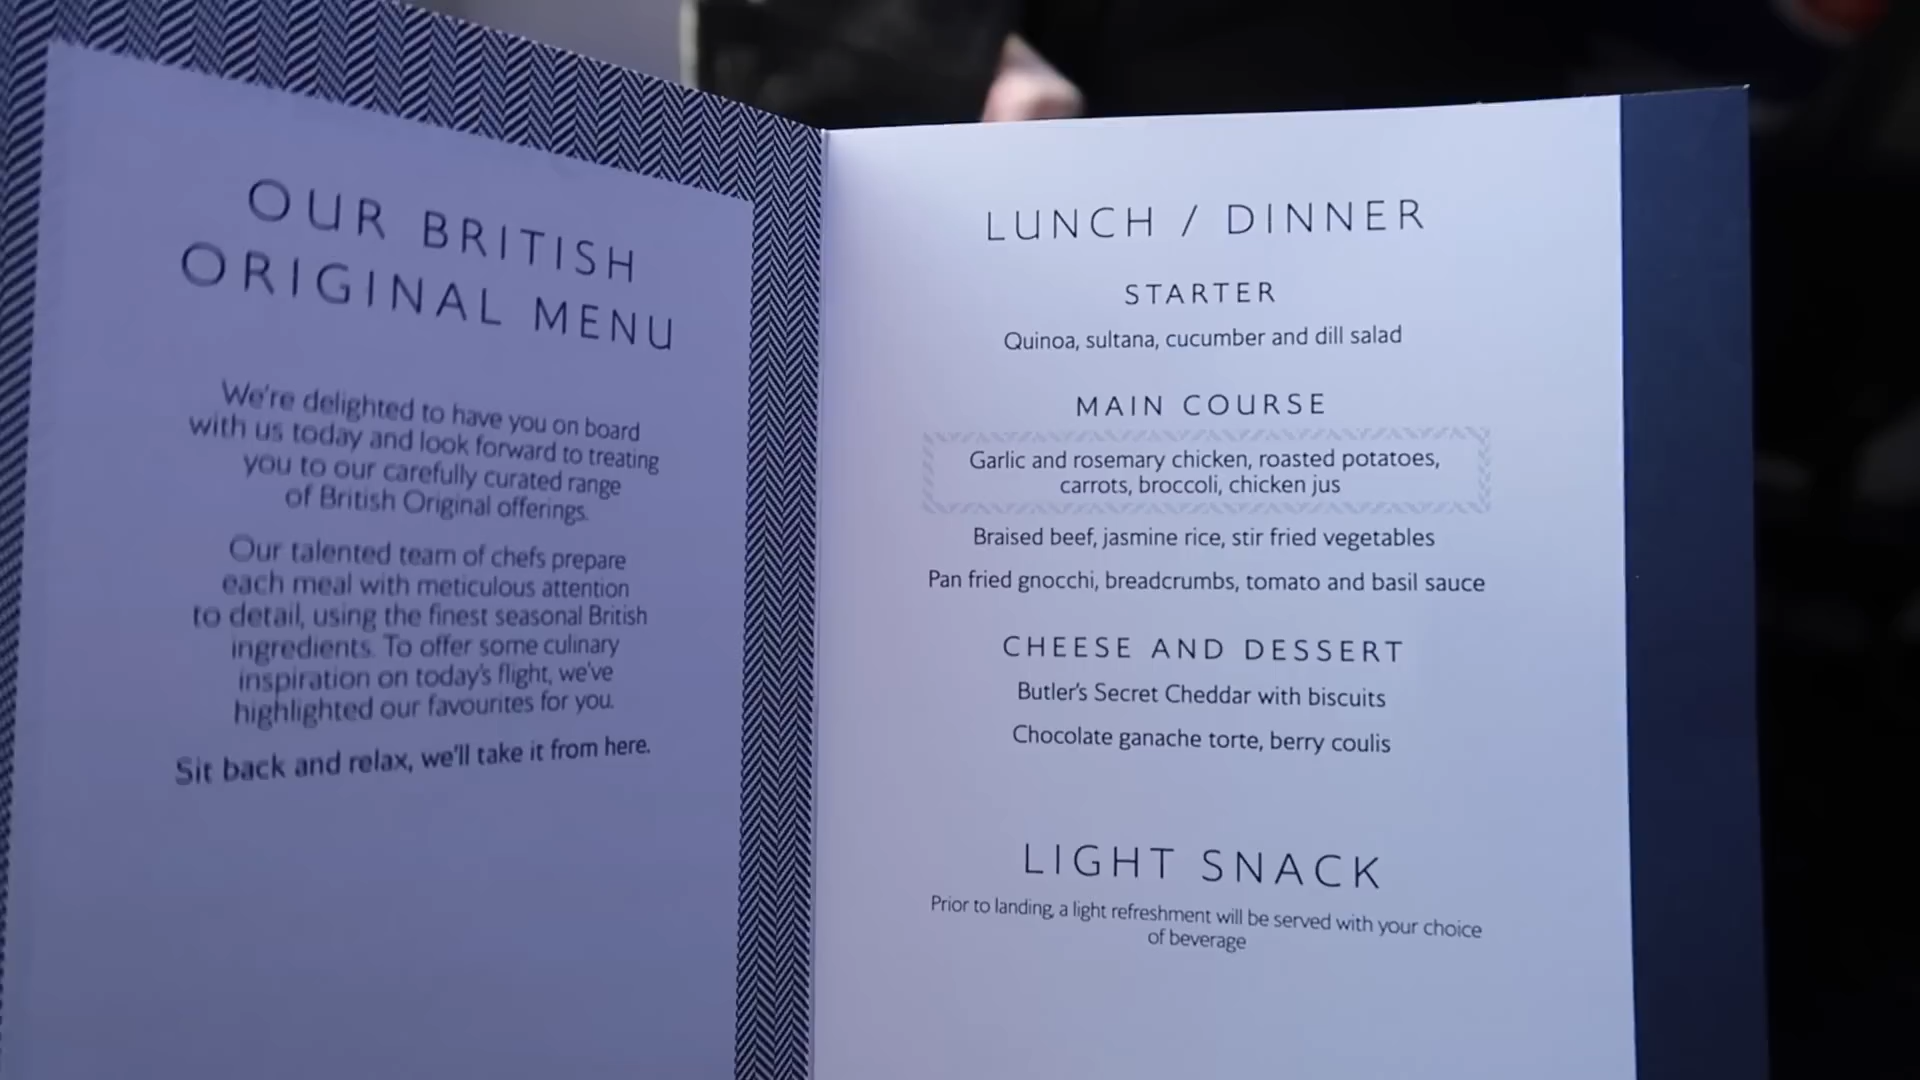 OUR BRITISH
ORIGINAL MENU
We're delighted to have you on board
with us today and look forward to treating
you to our carefully curated range
of British Original offerings.
Our talented team of chefs prepare
each meal with meticulous attention
to detail, using the finest seasonal British
ingredients. To offer some culinary
inspiration on today's flight, we've
highlighted our favourites for you.
Sit back and relax, we'll take it from here.
LUNCH / DINNER
STARTER
Quinoa, sultana, cucumber and dill salad
MAIN COURSE
Garlic and rosemary chicken, roasted potatoes,
carrots, broccoli, chicken jus
Braised beef, jasmine rice, stir fried vegetables
Pan fried gnocchi, breadcrumbs, tomato and basil sauce
CHEESE AND DESSERT
Butler's Secret Cheddar with biscuits
Chocolate ganache torte, berry coulis
LIGHT SNACK
Prior to landing, a light refreshment will be served with your choice
of beverage